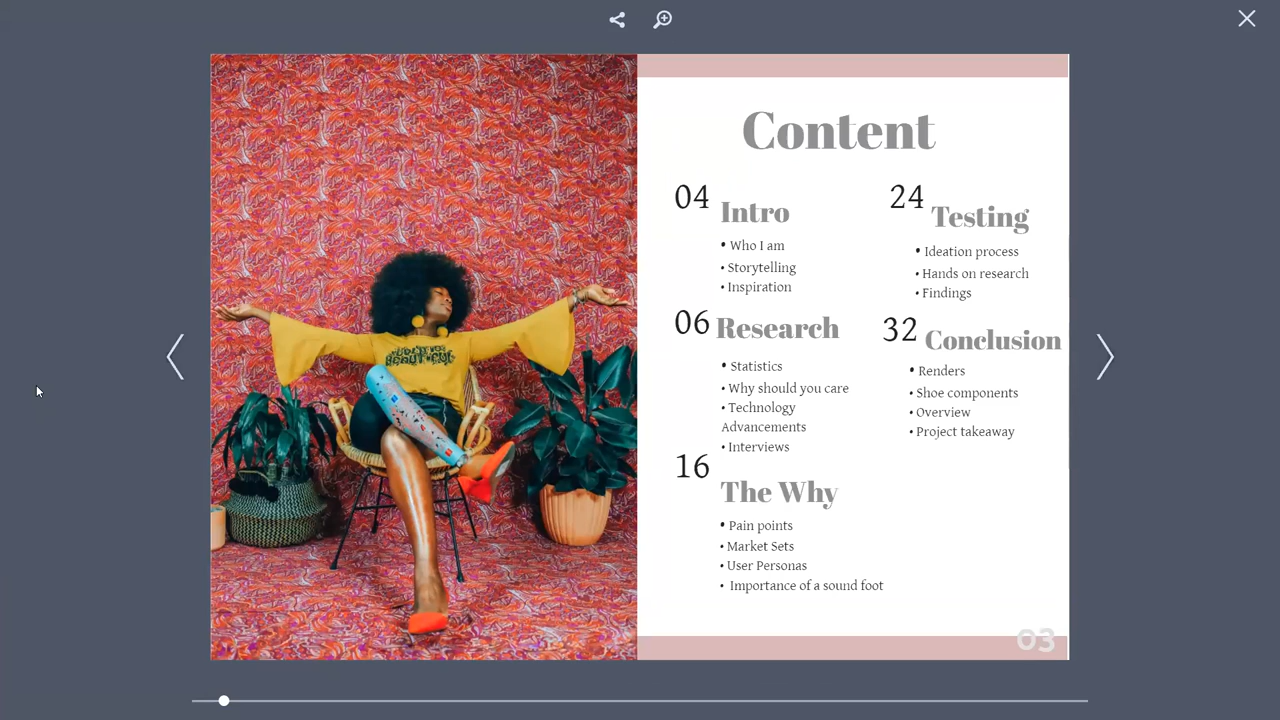 Content
04
Intro
• Who I am
• Storytelling
• Inspiration
06
Research
• Statistics
• Why should you care
• Technology
Advancements
• Interviews
16
The Why
• Pain points
• Market Sets
• User Personas
• Importance of a sound foot
24
Testing
• Ideation process
• Hands on research
• Findings
32
Conclusion
• Renders
• Shoe components
• Overview
• Project takeaway
03